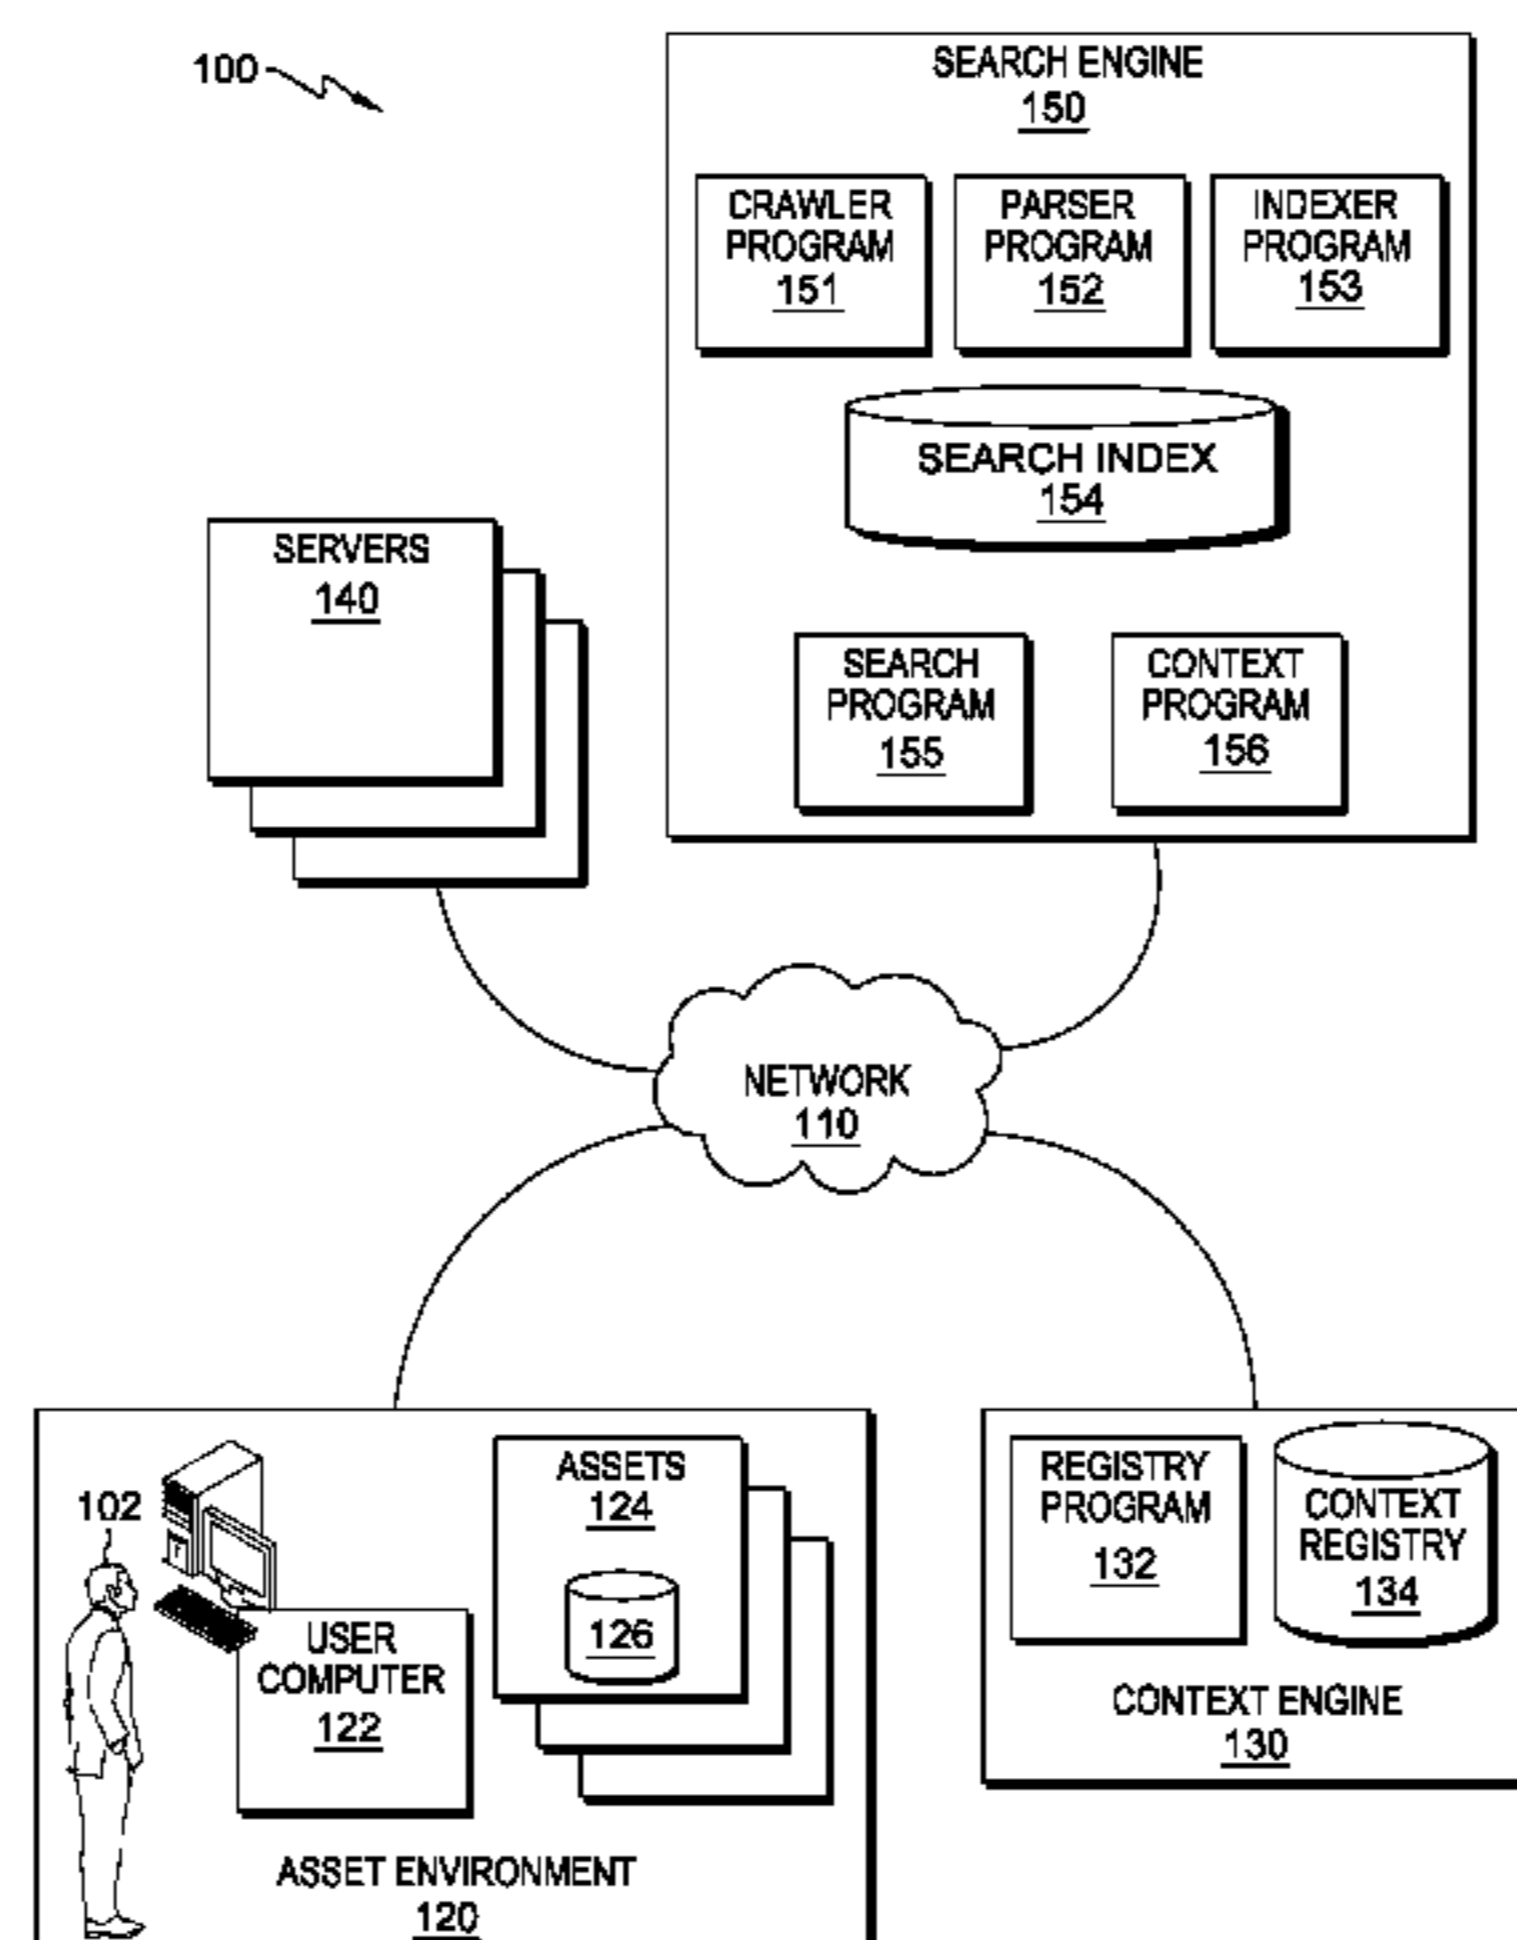 100
SEARCH ENGINE
150
CRAWLER
PROGRAM
151
PARSER
PROGRAM
152
INDEXER
PROGRAM
153
SEARCH INDEX
154
SERVERS
140
SEARCH
PROGRAM
155
CONTEXT
PROGRAM
156
NETWORK
110
102
USER
COMPUTER
122
ASSETS
124
126
ASSET ENVIRONMENT
120
REGISTRY
PROGRAM
132
CONTEXT
REGISTRY
134
CONTEXT ENGINE
130